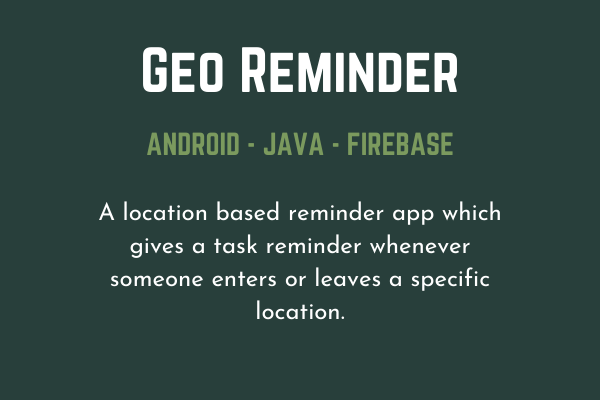 GEO REMINDER
ANDROID - JAVA - FIREBASE
A location based reminder app which
gives a task reminder whenever
someone enters or leaves a specific
location.